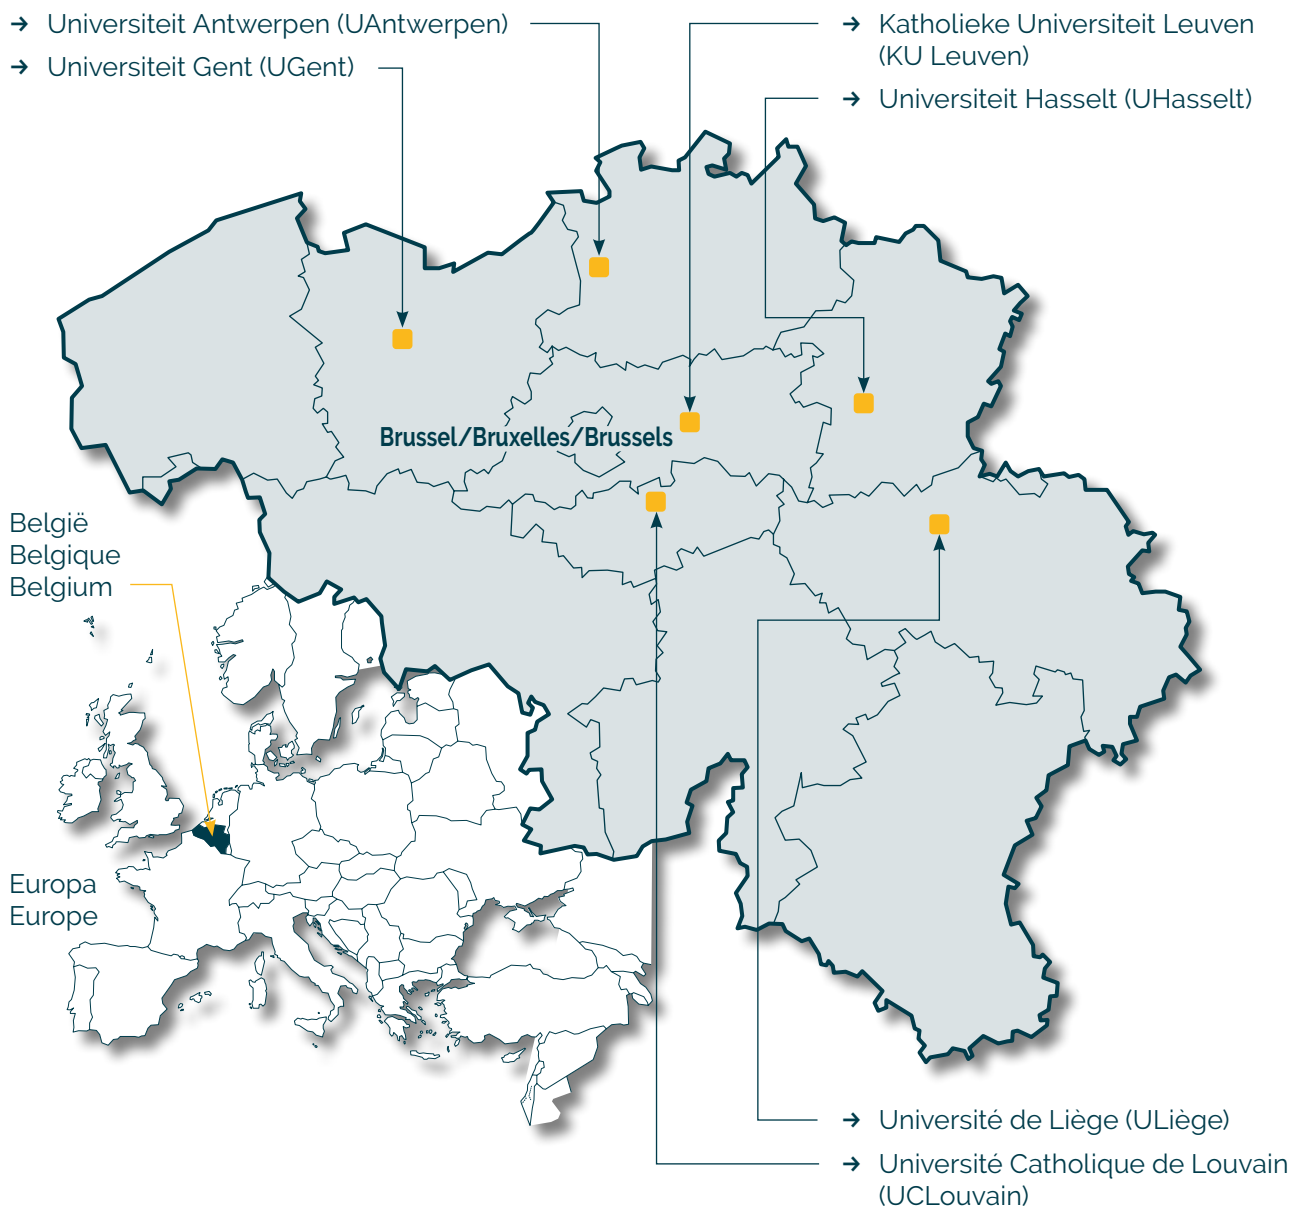 → Universiteit Antwerpen (UAntwerpen)
→ Universiteit Gent (UGent)
→ Katholieke Universiteit Leuven
(KU Leuven)
→ Universiteit Hasselt (UHasselt)
Brussel/Bruxelles/Brussels
België
Belgique
Belgium
Europa
Europe
→ Université de Liège (ULiège)
→ Université Catholique de Louvain
(UCLouvain)